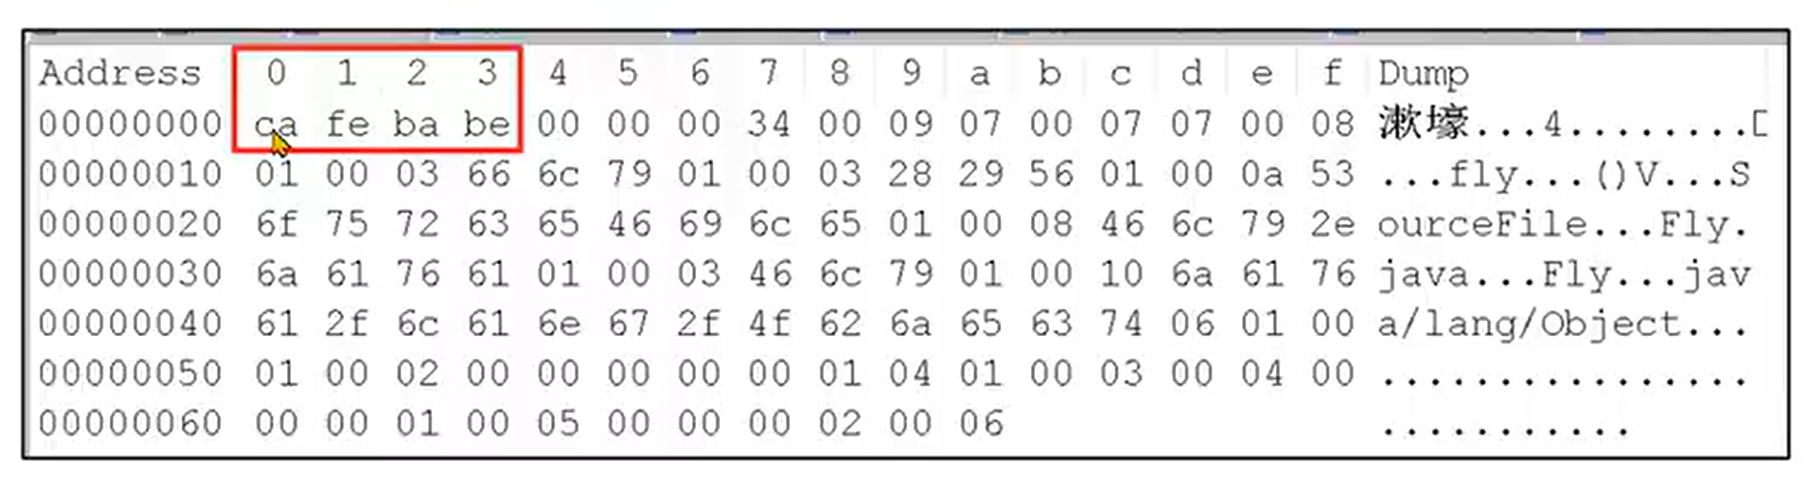 Address 0 1 2 3 4 5 6 7 8 9 a b c d e f Dump
00000000 ca fe ba be 00 00 00 34 00 09 07 00 07 07 00 08 漱壕...4........[
00000010 01 00 03 66 6c 79 01 00 03 28 29 56 01 00 0a 53 ...fly...()V...S
00000020 6f 75 72 63 65 46 69 6c 65 01 00 08 46 6c 79 2e ourceFile...Fly.
00000030 6a 61 76 61 01 00 03 46 6c 79 01 00 10 6a 61 76 java...Fly...jav
00000040 61 2f 6c 61 6e 67 2f 4f 62 6a 65 63 74 06 01 00 a/lang/Object...
00000050 01 00 02 00 00 00 00 00 01 04 01 00 03 00 04 00 ................
00000060 00 00 01 00 05 00 00 00 02 00 06 ...........